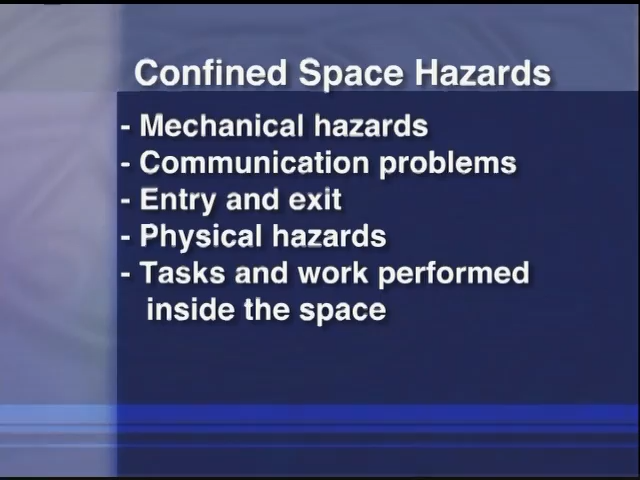 Confined Space Hazards
- Mechanical hazards
- Communication problems
- Entry and exit
- Physical hazards
- Tasks and work performed
inside the space